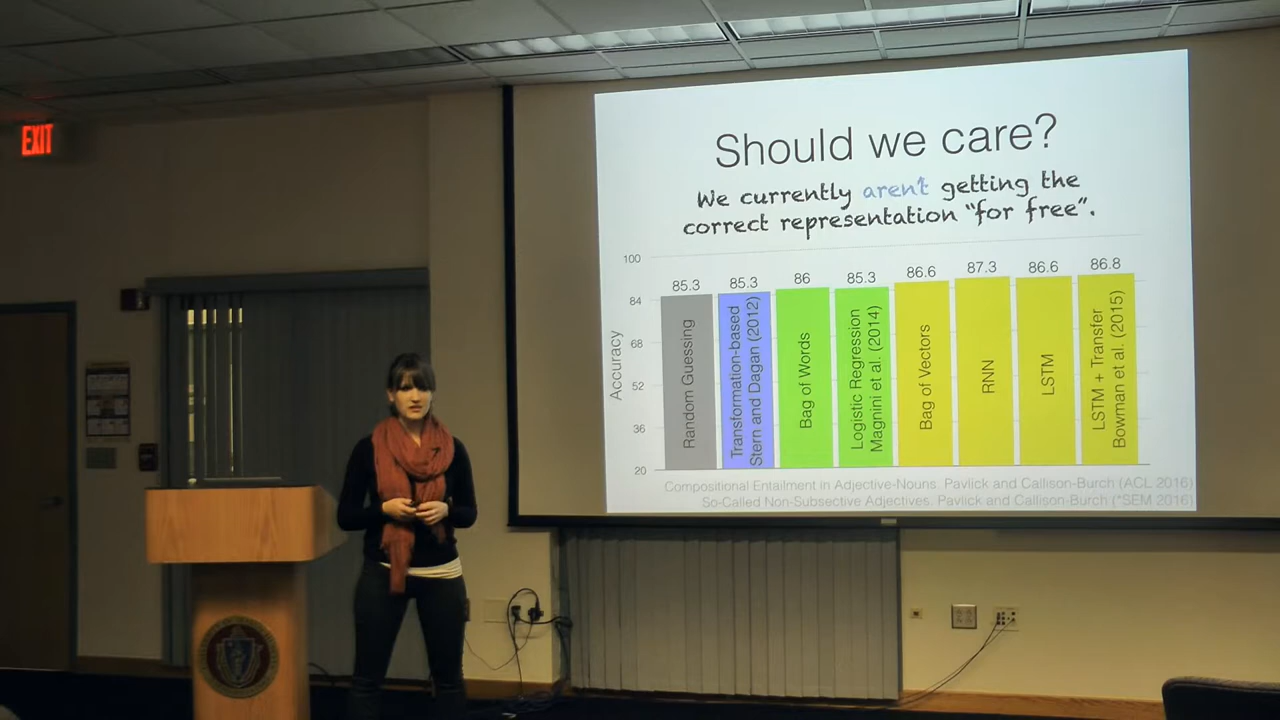 EXIT
Should we care?
We currently aren't getting the
correct representation “for free”.
100
84
68
52
36
20
Accuracy
85.3
85.3
86
85.3
86.6
87.3
86.6
86.8
Random Guessing
Transformation-based
Stern and Dagan (2012)
Bag of Words
Logistic Regression
Magnini et al. (2014)
Bag of Vectors
RNN
LSTM
LSTM + Transfer
Bowman et al. (2015)
Compositional Entailment in Adjective-Nouns. Pavlick and Callison-Burch (ACL 2016)
So-Called Non-Subsective Adjectives. Pavlick and Callison-Burch (*SEM 2016)